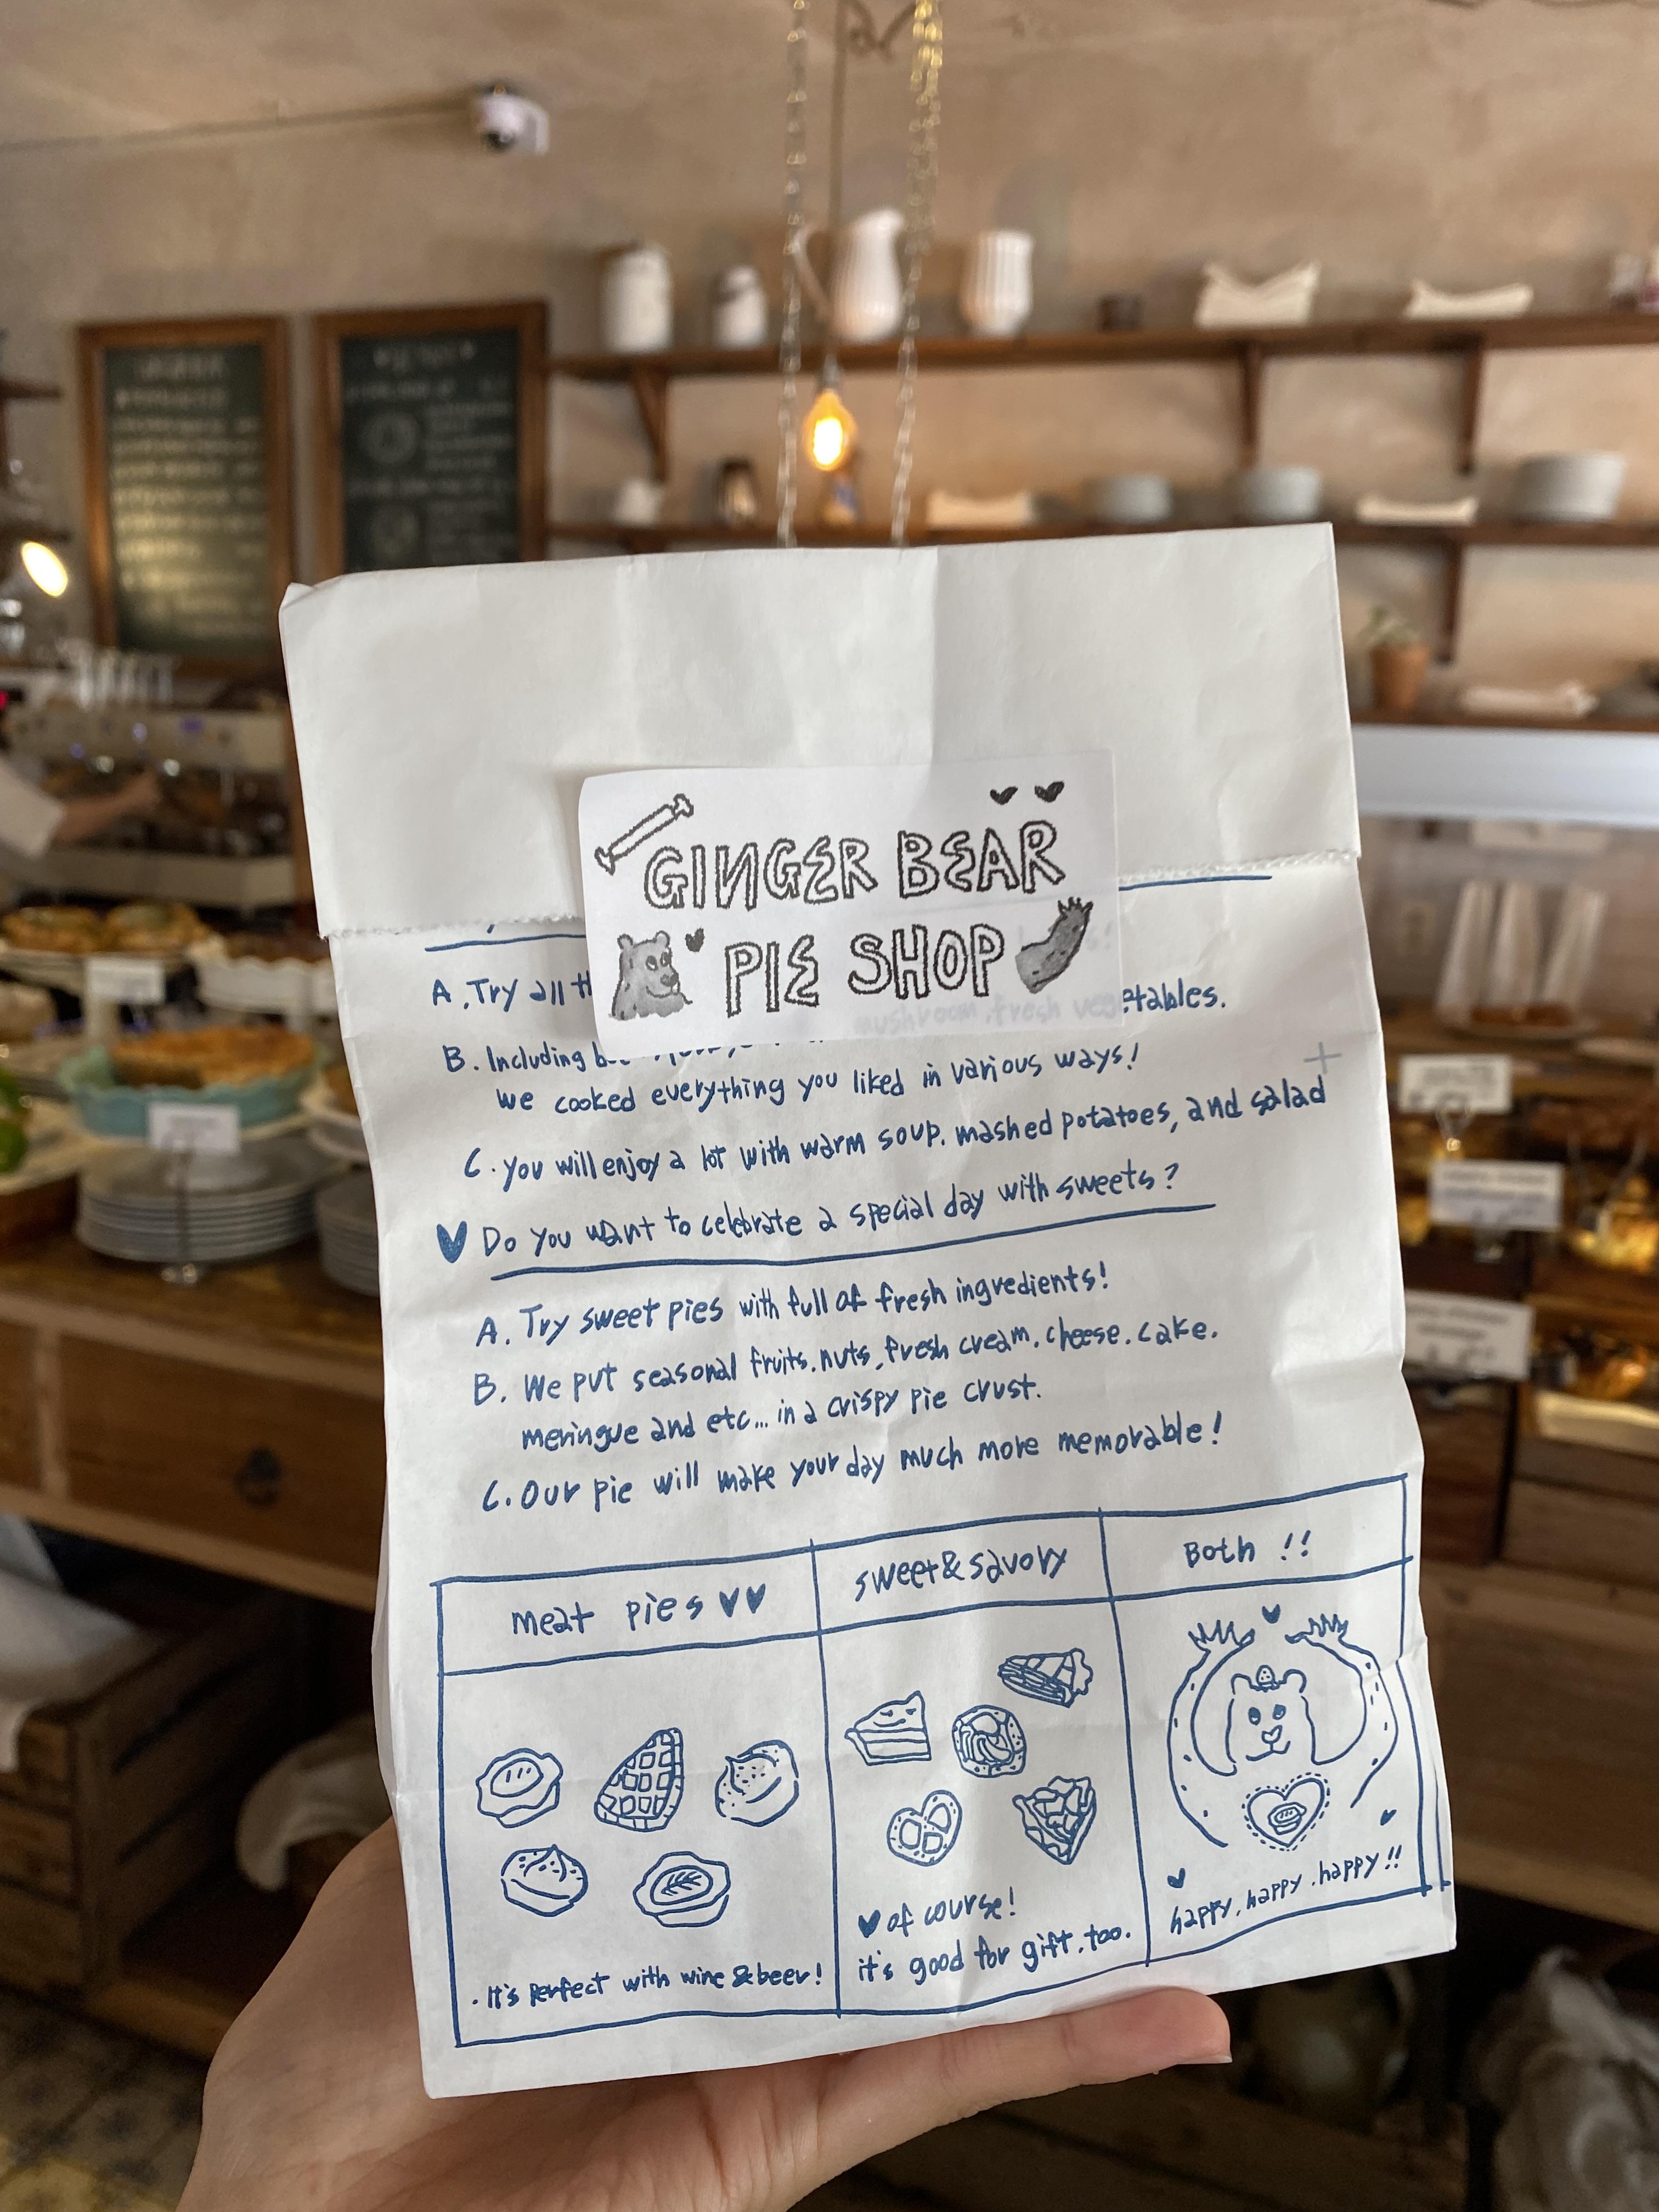 GINGER BEAR
PIE SHOP
A. Try all
mushroom, fresh vegetables.
B. Including
we cooked everything you liked in various ways!
C. you will enjoy a lot with warm soup, mashed potatoes, and salad
Do you want to celebrate a special day with sweets?
A. Try sweet pies with full of fresh ingredients!
B. We put seasonal fruits, nuts, fresh cream, cheese, cake,
meringue and etc... in a crispy pie crust.
C. Our pie will make your day much more memorable!
meat pies
sweet & savory
Both !!
· It's perfect with wine & beer!
of course!
it's good for gift, too.
happy, happy, happy!!